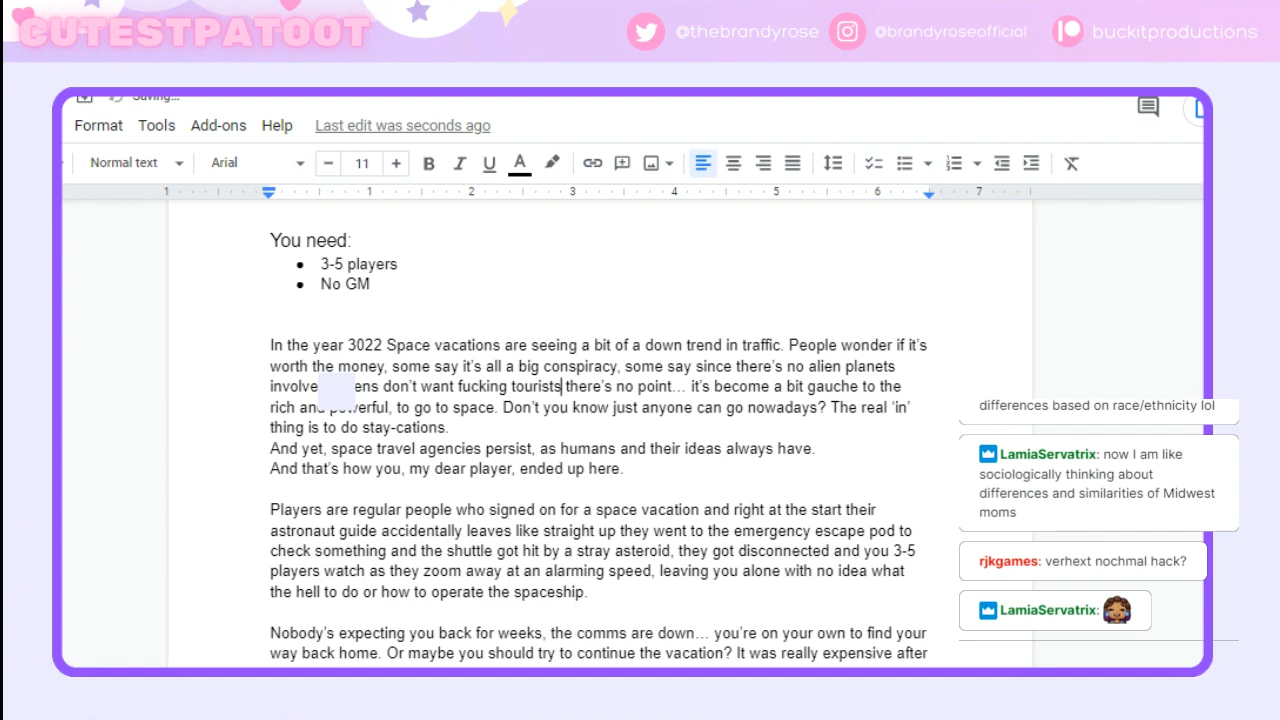 CUTESTPATOOT
@thebrandyrose
@brandyroseofficial
buckitproductions
Saving...
Format Tools Add-ons Help Last edit was seconds ago
Normal text Arial 11 B I U A
1 1 2 3 4 5 6 7
You need:
● 3-5 players
● No GM
In the year 3022 Space vacations are seeing a bit of a down trend in traffic. People wonder if it's
worth the money, some say it's all a big conspiracy, some say since there's no alien planets
involve ens don't want fucking tourists there's no point… it's become a bit gauche to the
rich and powerful, to go to space. Don't you know just anyone can go nowadays? The real 'in'
thing is to do stay-cations.
And yet, space travel agencies persist, as humans and their ideas always have.
And that's how you, my dear player, ended up here.
Players are regular people who signed on for a space vacation and right at the start their
astronaut guide accidentally leaves like straight up they went to the emergency escape pod to
check something and the shuttle got hit by a stray asteroid, they got disconnected and you 3-5
players watch as they zoom away at an alarming speed, leaving you alone with no idea what
the hell to do or how to operate the spaceship.
Nobody's expecting you back for weeks, the comms are down… you're on your own to find your
way back home. Or maybe you should try to continue the vacation? It was really expensive after
differences based on race/ethnicity lol
LamiaServatrix: now I am like
sociologically thinking about
differences and similarities of Midwest
moms
rjkgames: verhext nochmal hack?
LamiaServatrix: